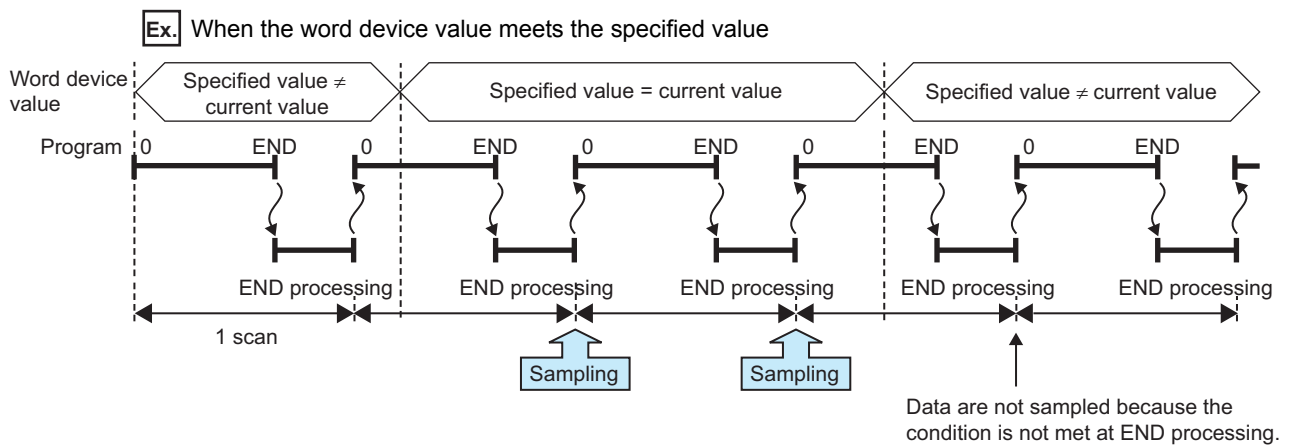 Ex. When the word device value meets the specified value
Word device
value
Specified value ≠
current value
Specified value = current value
Specified value ≠ current value
Program
0 END 0 END 0 END 0 END 0 END
END processing END processing END processing END processing END processing
1 scan
Sampling Sampling
Data are not sampled because the
condition is not met at END processing.